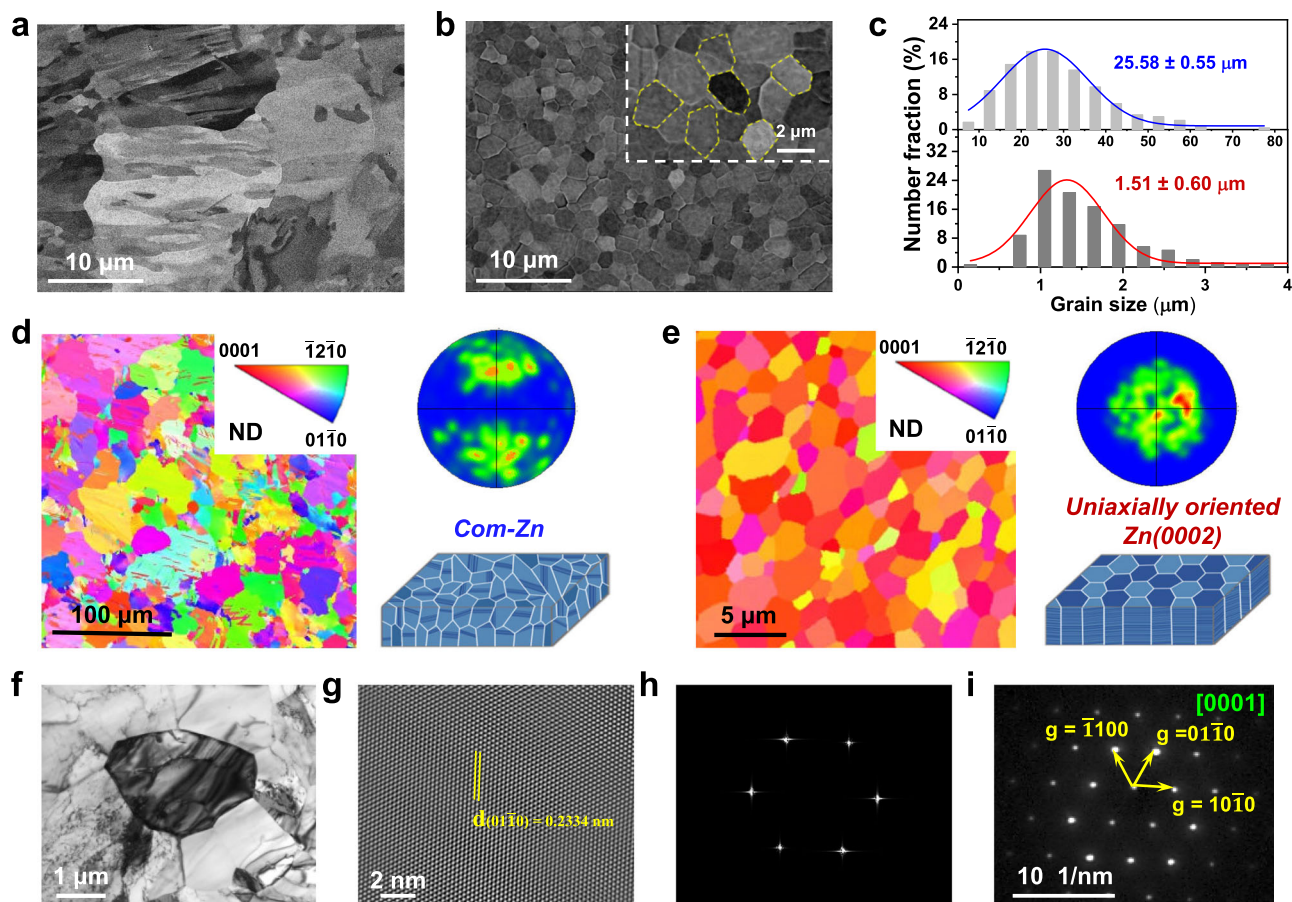 a
10 μm
b
2 μm
10 μm
c
Number fraction (%)
24
16
8
0
25.58 ± 0.55 μm
10 20 30 40 50 60 70 80
32
24
16
8
0
1.51 ± 0.60 μm
0 1 2 3 4
Grain size (μm)
d
0001 1̅21̅0
ND
011̅0
100 μm
Com-Zn
e
0001 1̅21̅0
ND
011̅0
5 μm
Uniaxially oriented
Zn(0002)
f
1 μm
g
d(011̅0) = 0.2334 nm
2 nm
h
i
[0001]
g = 1̅100
g =011̅0
g = 101̅0
10 1/nm